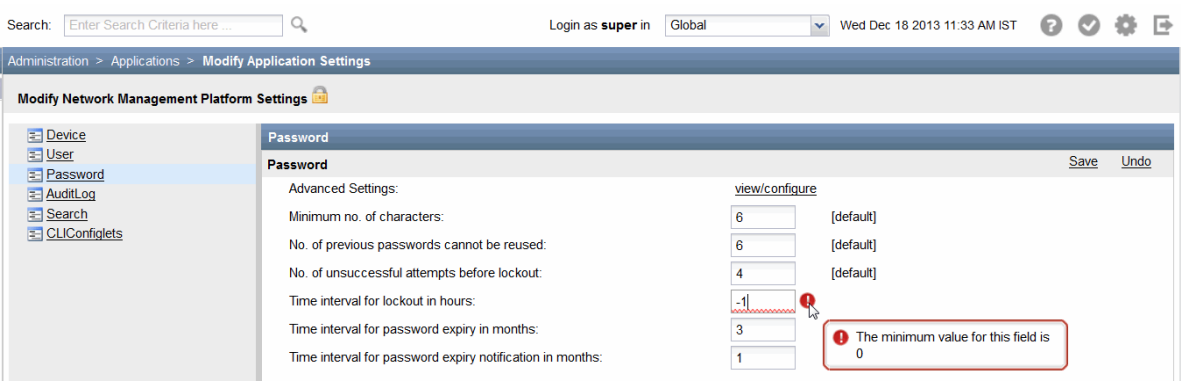 Search: Enter Search Criteria here ... Login as super in Global Wed Dec 18 2013 11:33 AM IST
Administration > Applications > Modify Application Settings
Modify Network Management Platform Settings
Device
User
Password
AuditLog
Search
CLIConfiglets
Password
Password Save Undo
Advanced Settings: view/configure
Minimum no. of characters: 6 [default]
No. of previous passwords cannot be reused: 6 [default]
No. of unsuccessful attempts before lockout: 4 [default]
Time interval for lockout in hours: -1
Time interval for password expiry in months: 3
Time interval for password expiry notification in months: 1
The minimum value for this field is
0